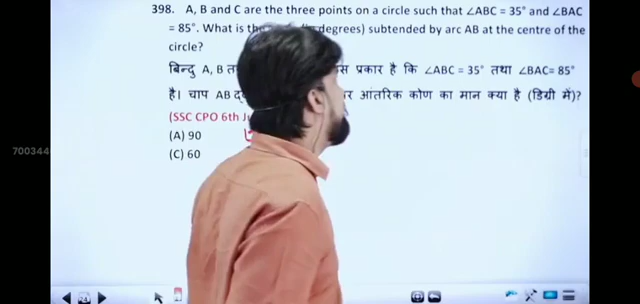 398. A, B and C are the three points on a circle such that ∠ABC = 35° and ∠BAC
= 85°. What is the degrees) subtended by arc AB at the centre of the
circle?
बिन्दु A, B प्रकार है कि ∠ABC = 35° तथा ∠BAC= 85°
है। चाप AB आंतरिक कोण का मान क्या है (डिग्री में)?
(SSC CPO 6th
(A) 90
(C) 60
700344